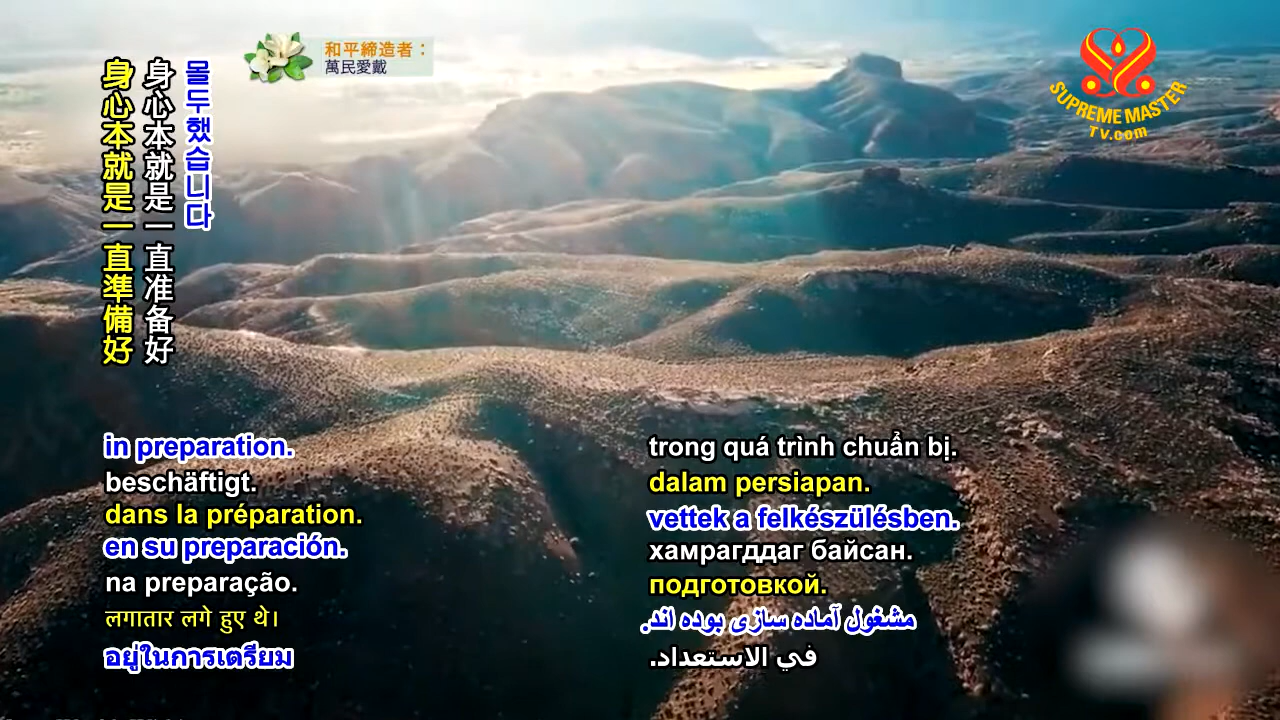 몰두했습니다
身心本就是一直准备好
身心本就是一直準備好
和平締造者：
萬民愛戴
SUPREME MASTER
TV.com
in preparation.
beschäftigt.
dans la préparation.
en su preparación.
na preparação.
लगातार लगे हुए थे।
อยู่ในการเตรียม
trong quá trình chuẩn bị.
dalam persiapan.
vettek a felkészülésben.
хамрагддаг байсан.
подготовкой.
مشغول آماده سازی بوده اند.
في الاستعداد.